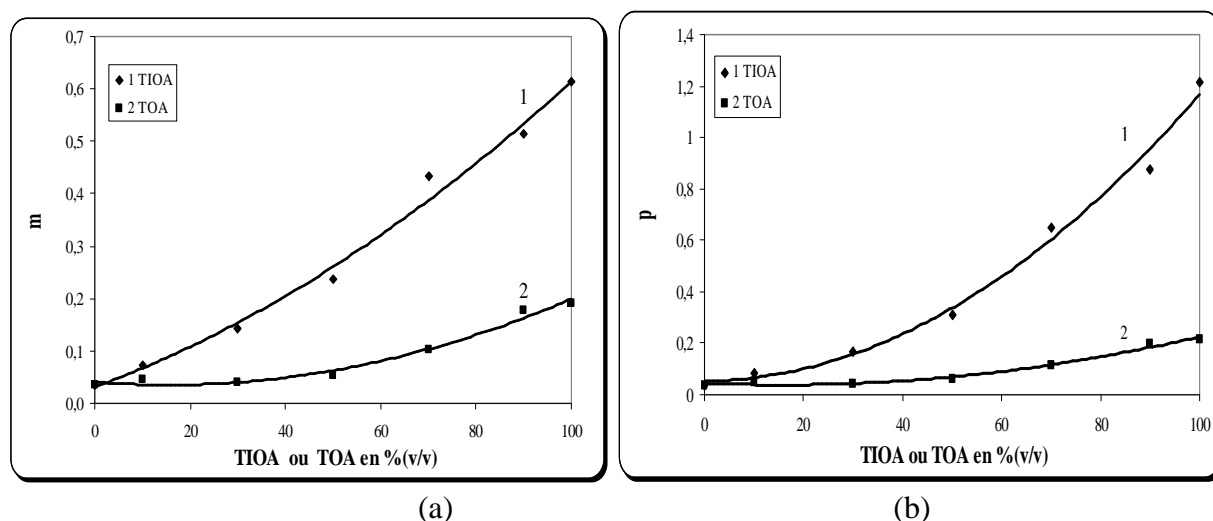 0,7
0,6
0,5
0,4
0,3
0,2
0,1
0,0
m
1 TIOA
2 TOA
1
2
0 20 40 60 80 100
TIOA ou TOA en %(v/v)
(a)
1,4
1,2
1
0,8
0,6
0,4
0,2
0
p
1 TIOA
2 TOA
1
2
0 20 40 60 80 100
TIOA ou TOA en %(v/v)
(b)